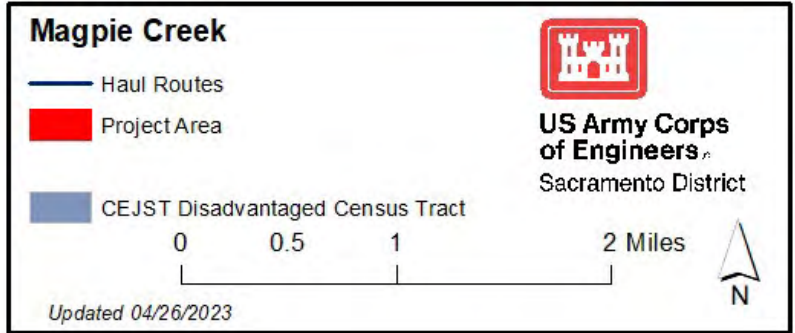 Magpie Creek
Haul Routes
Project Area
CEJST Disadvantaged Census Tract
US Army Corps
of Engineers
Sacramento District
0 0.5 1 2 Miles
N
Updated 04/26/2023